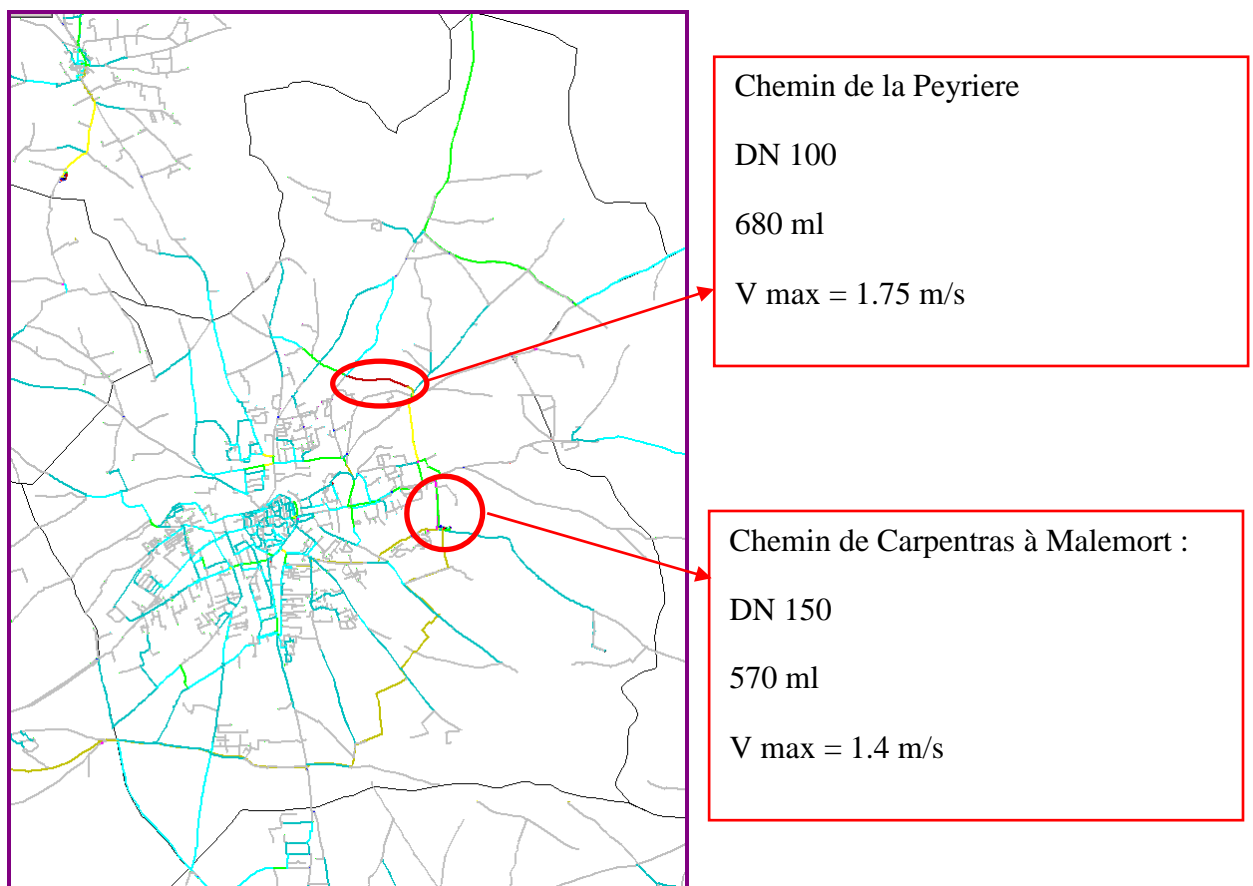 Chemin de la Peyriere
DN 100
680 ml
V max = 1.75 m/s
Chemin de Carpentras à Malemort :
DN 150
570 ml
V max = 1.4 m/s